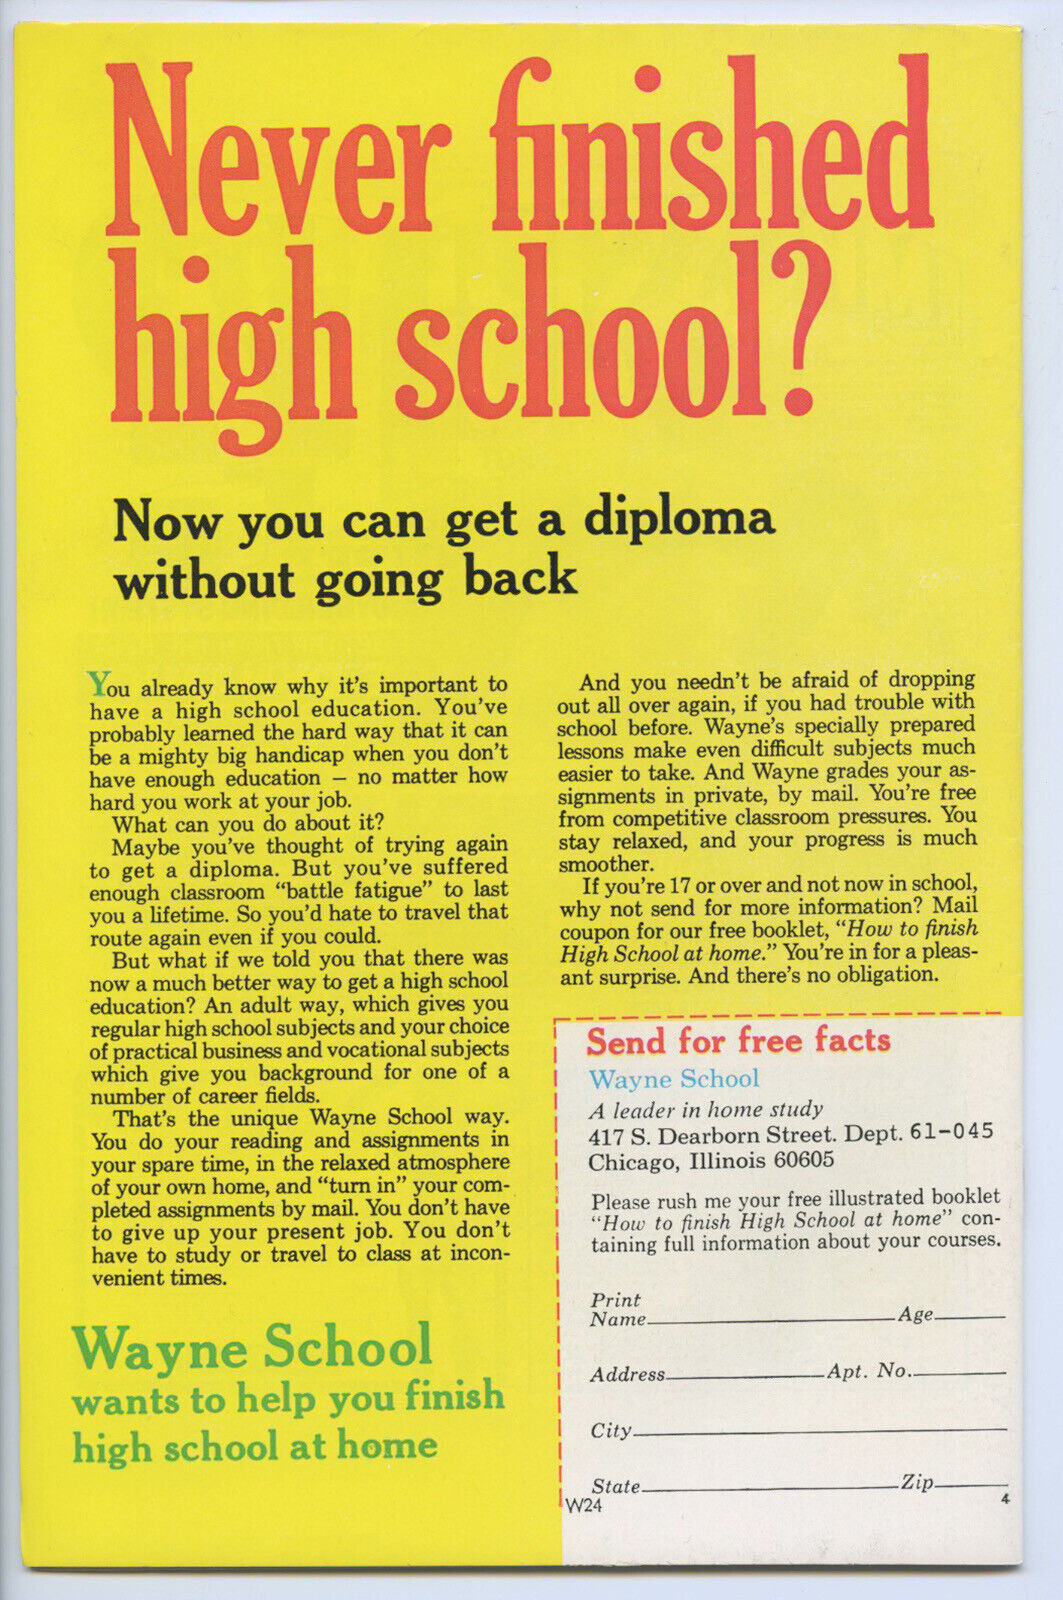 Never finished
high school?
Now you can get a diploma
without going back
You already know why it's important to
have a high school education. You've
probably learned the hard way that it can
be a mighty big handicap when you don't
have enough education – no matter how
hard you work at your job.
What can you do about it?
Maybe you've thought of trying again
to get a diploma. But you've suffered
enough classroom "battle fatigue" to last
you a lifetime. So you'd hate to travel that
route again even if you could.
But what if we told you that there was
now a much better way to get a high school
education? An adult way, which gives you
regular high school subjects and your choice
of practical business and vocational subjects
which give you background for one of a
number of career fields.
That's the unique Wayne School way.
You do your reading and assignments in
your spare time, in the relaxed atmosphere
of your own home, and "turn in" your com-
pleted assignments by mail. You don't have
to give up your present job. You don't
have to study or travel to class at incon-
venient times.
Wayne School
wants to help you finish
high school at home
And you needn't be afraid of dropping
out all over again, if you had trouble with
school before. Wayne's specially prepared
lessons make even difficult subjects much
easier to take. And Wayne grades your as-
signments in private, by mail. You're free
from competitive classroom pressures. You
stay relaxed, and your progress is much
smoother.
If you're 17 or over and not now in school,
why not send for more information? Mail
coupon for our free booklet, "How to finish
High School at home." You're in for a pleas-
ant surprise. And there's no obligation.
Send for free facts
Wayne School
A leader in home study
417 S. Dearborn Street. Dept. 61-045
Chicago, Illinois 60605
Please rush me your free illustrated booklet
"How to finish High School at home" con-
taining full information about your courses.
Print
Name Age
Address Apt. No.
City
State Zip
W24 4